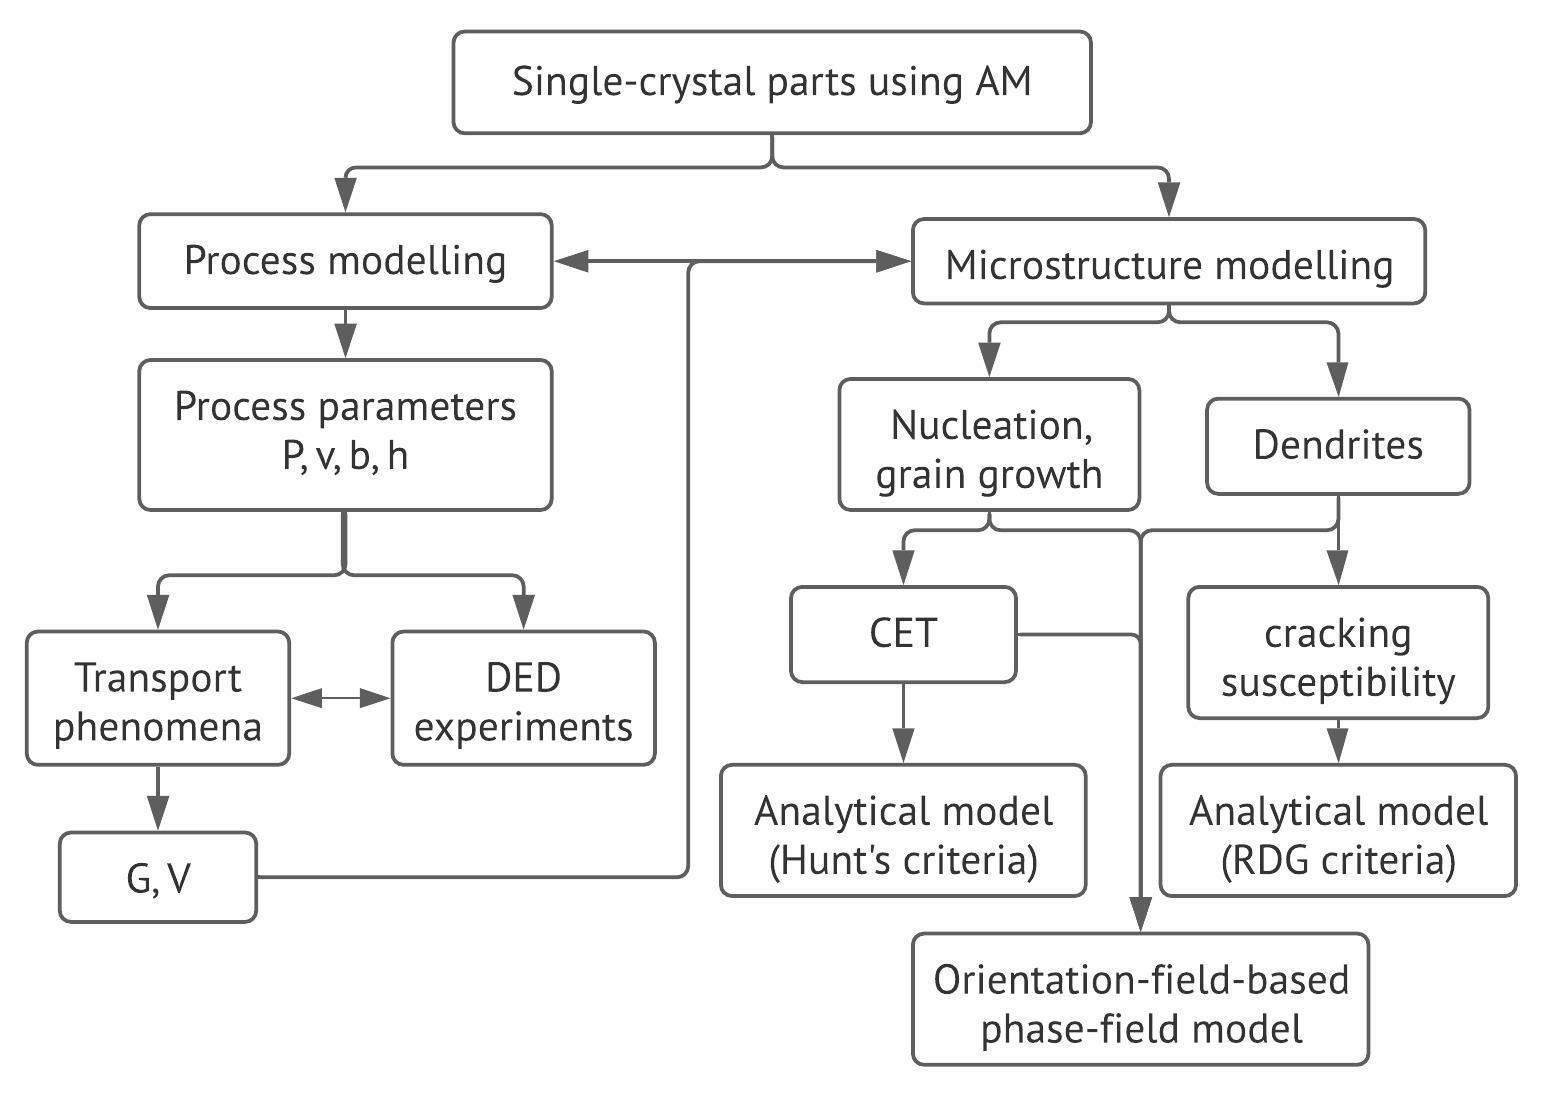 Single-crystal parts using AM
Process modelling
Microstructure modelling
Process parameters
P, v, b, h
Nucleation,
grain growth
Dendrites
Transport
phenomena
DED
experiments
CET
cracking
susceptibility
G, V
Analytical model
(Hunt's criteria)
Analytical model
(RDG criteria)
Orientation-field-based
phase-field model